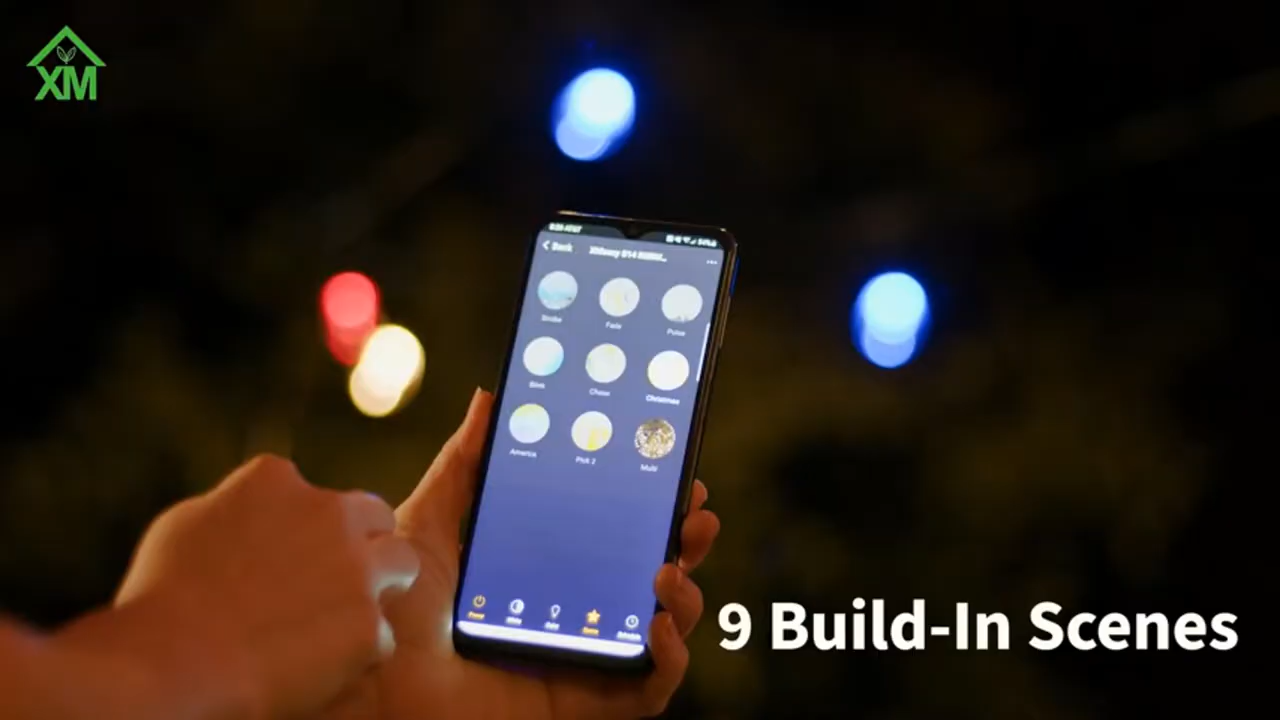 XM
Back
Strobe
Fade
Pulse
Blink
Chase
Christmas
America
Pick 2
Multi
9 Build-In Scenes